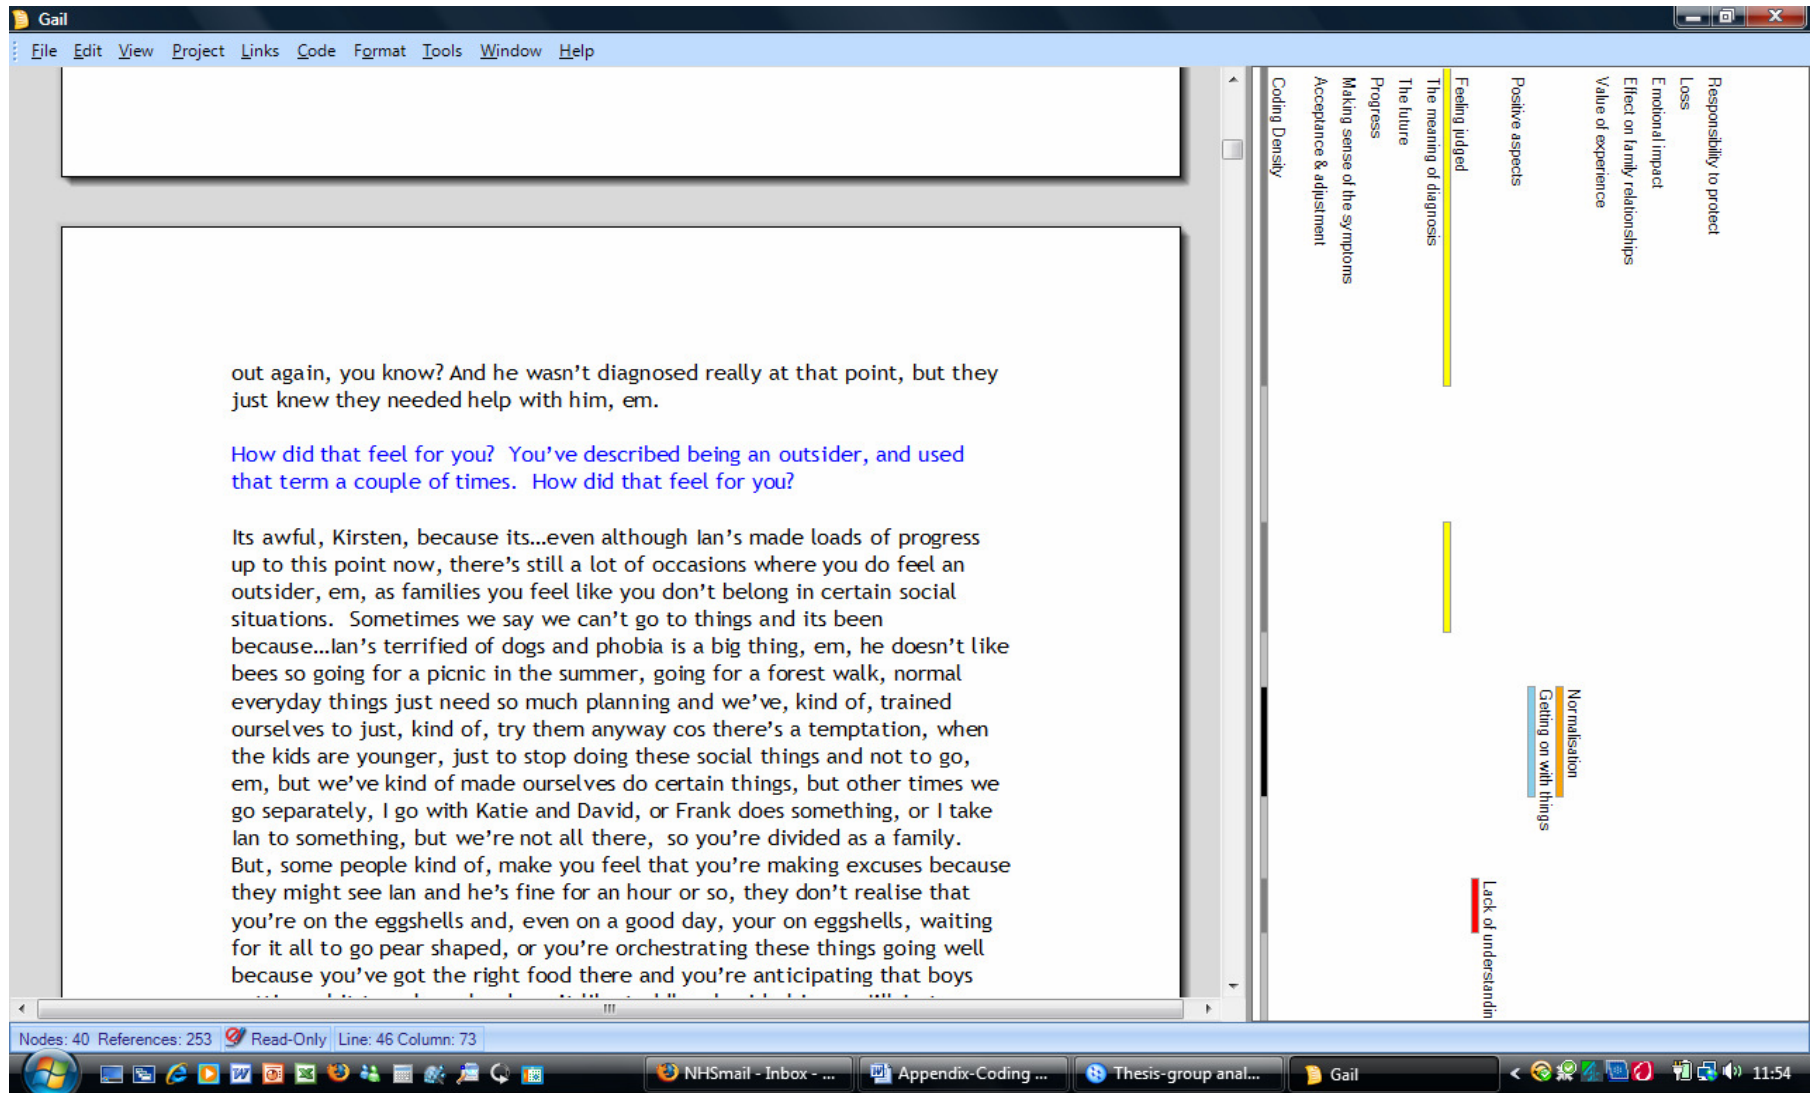 Gail
File Edit View Project Links Code Format Tools Window Help
out again, you know? And he wasn't diagnosed really at that point, but they
just knew they needed help with him, em.
How did that feel for you?  You've described being an outsider, and used
that term a couple of times.  How did that feel for you?
Its awful, Kirsten, because its...even although Ian's made loads of progress
up to this point now, there's still a lot of occasions where you do feel an
outsider, em, as families you feel like you don't belong in certain social
situations.  Sometimes we say we can't go to things and its been
because...Ian's terrified of dogs and phobia is a big thing, em, he doesn't like
bees so going for a picnic in the summer, going for a forest walk, normal
everyday things just need so much planning and we've, kind of, trained
ourselves to just, kind of, try them anyway cos there's a temptation, when
the kids are younger, just to stop doing these social things and not to go,
em, but we've kind of made ourselves do certain things, but other times we
go separately, I go with Katie and David, or Frank does something, or I take
Ian to something, but we're not all there,  so you're divided as a family.
But, some people kind of, make you feel that you're making excuses because
they might see Ian and he's fine for an hour or so, they don't realise that
you're on the eggshells and, even on a good day, your on eggshells, waiting
for it all to go pear shaped, or you're orchestrating these things going well
because you've got the right food there and you're anticipating that boys
Coding Density
Acceptance & adjustment
Making sense of the symptoms
Progress
The future
The meaning of diagnosis
Feeling judged
Lack of understandin
Positive aspects
Getting on with things
Normalisation
Value of experience
Effect on family relationships
Emotional impact
Loss
Responsibility to protect
Nodes: 40 References: 253 Read-Only Line: 46 Column: 73
NHSmail - Inbox - ... Appendix-Coding ... Thesis-group anal... Gail 11:54